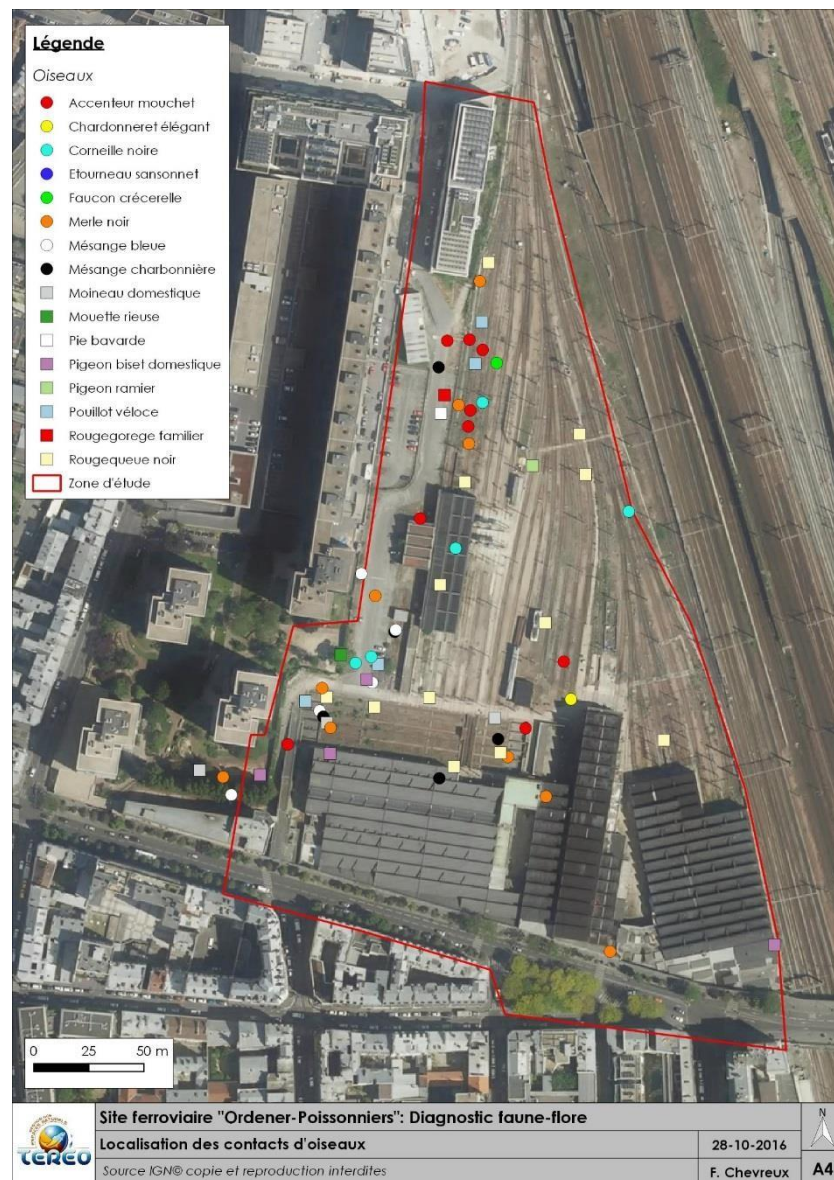 Légende
Oiseaux
Accenteur mouchet
Chardonneret élégant
Corneille noire
Etourneau sansonnet
Faucon crécerelle
Merle noir
Mésange bleue
Mésange charbonnière
Moineau domestique
Mouette rieuse
Pie bavarde
Pigeon biset domestique
Pigeon ramier
Pouillot véloce
Rougegorege familier
Rougequeue noir
Zone d'étude
0 25 50 m
TEREO
Site ferroviaire "Ordener-Poissonniers": Diagnostic faune-flore
Localisation des contacts d'oiseaux
28-10-2016
Source IGN© copie et reproduction interdites
F. Chevreux
N
A4